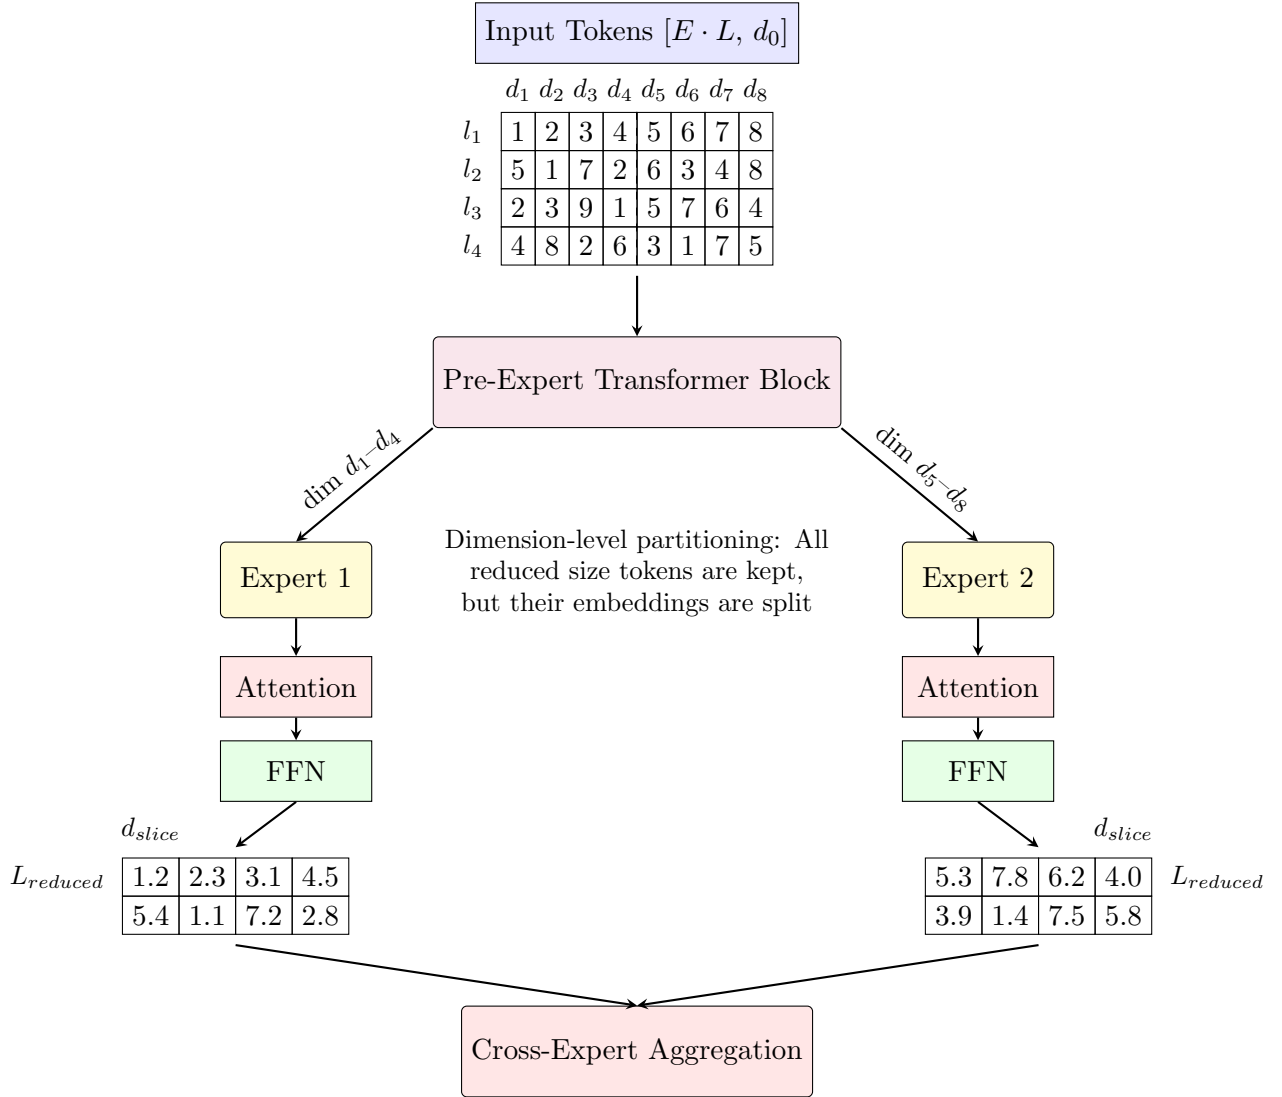 Input Tokens [E · L, d₀]
d₁ d₂ d₃ d₄ d₅ d₆ d₇ d₈
l₁ 1 2 3 4 5 6 7 8
l₂ 5 1 7 2 6 3 4 8
l₃ 2 3 9 1 5 7 6 4
l₄ 4 8 2 6 3 1 7 5
Pre-Expert Transformer Block
dim d₁–d₄
dim d₅–d₈
Dimension-level partitioning: All
reduced size tokens are kept,
but their embeddings are split
Expert 1
Expert 2
Attention
Attention
FFN
FFN
d_slice
d_slice
L_reduced 1.2 2.3 3.1 4.5
5.4 1.1 7.2 2.8
5.3 7.8 6.2 4.0 L_reduced
3.9 1.4 7.5 5.8
Cross-Expert Aggregation